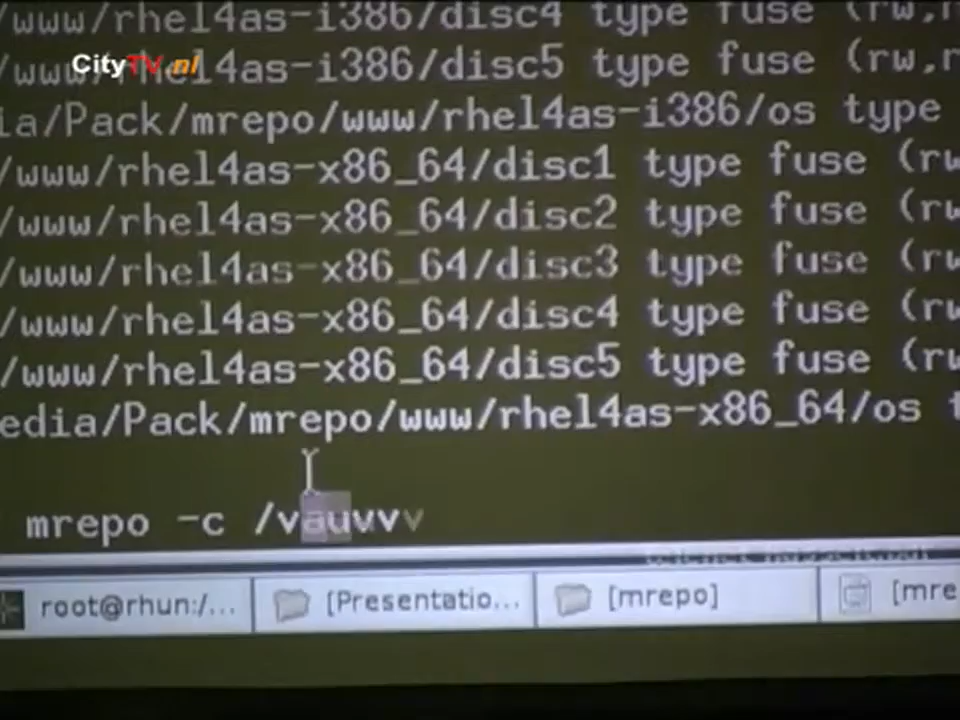 /www/rhel4as-i386/disc4 type fuse (rw,n
CityTV.nl
/www/rhel4as-i386/disc5 type fuse (rw,n
ia/Pack/mrepo/www/rhel4as-i386/os type
/www/rhel4as-x86_64/disc1 type fuse (rw
/www/rhel4as-x86_64/disc2 type fuse (rw
/www/rhel4as-x86_64/disc3 type fuse (rw
/www/rhel4as-x86_64/disc4 type fuse (rw
/www/rhel4as-x86_64/disc5 type fuse (rw
edia/Pack/mrepo/www/rhel4as-x86_64/os t
mrepo -c /vauvvv
root@rhun:/... [Presentatio... [mrepo] [mre